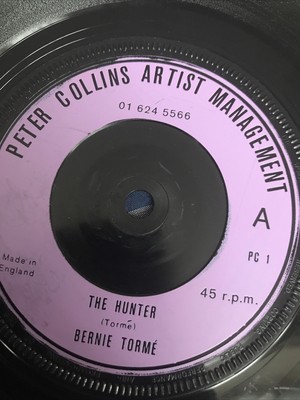 PETER COLLINS ARTIST MANAGEMENT
01 624 5566
A
Made in
England
PC 1
45 r.p.m.
THE HUNTER
(Tormé)
BERNIE TORMÉ